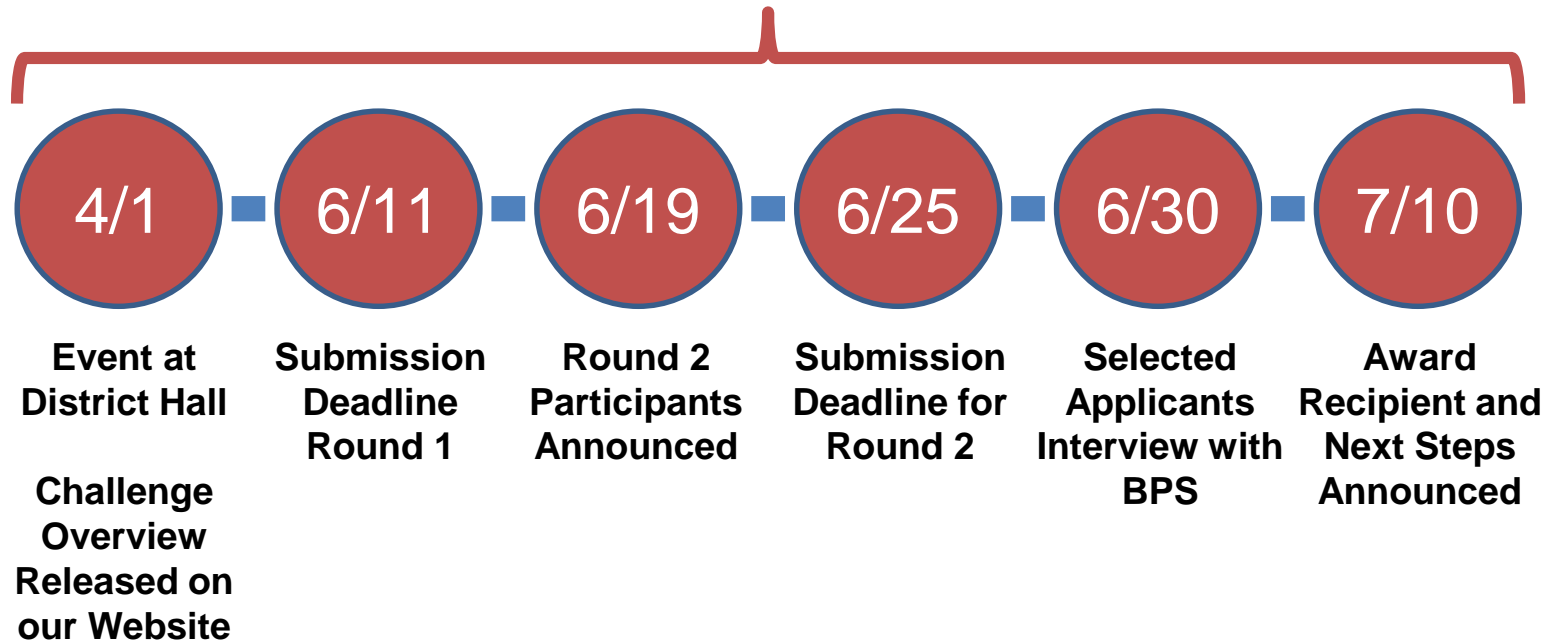 4/1
6/11
6/19
6/25
6/30
7/10
Event at
District Hall
Challenge
Overview
Released on
our Website
Submission
Deadline
Round 1
Round 2
Participants
Announced
Submission
Deadline for
Round 2
Selected
Applicants
Interview with
BPS
Award
Recipient and
Next Steps
Announced